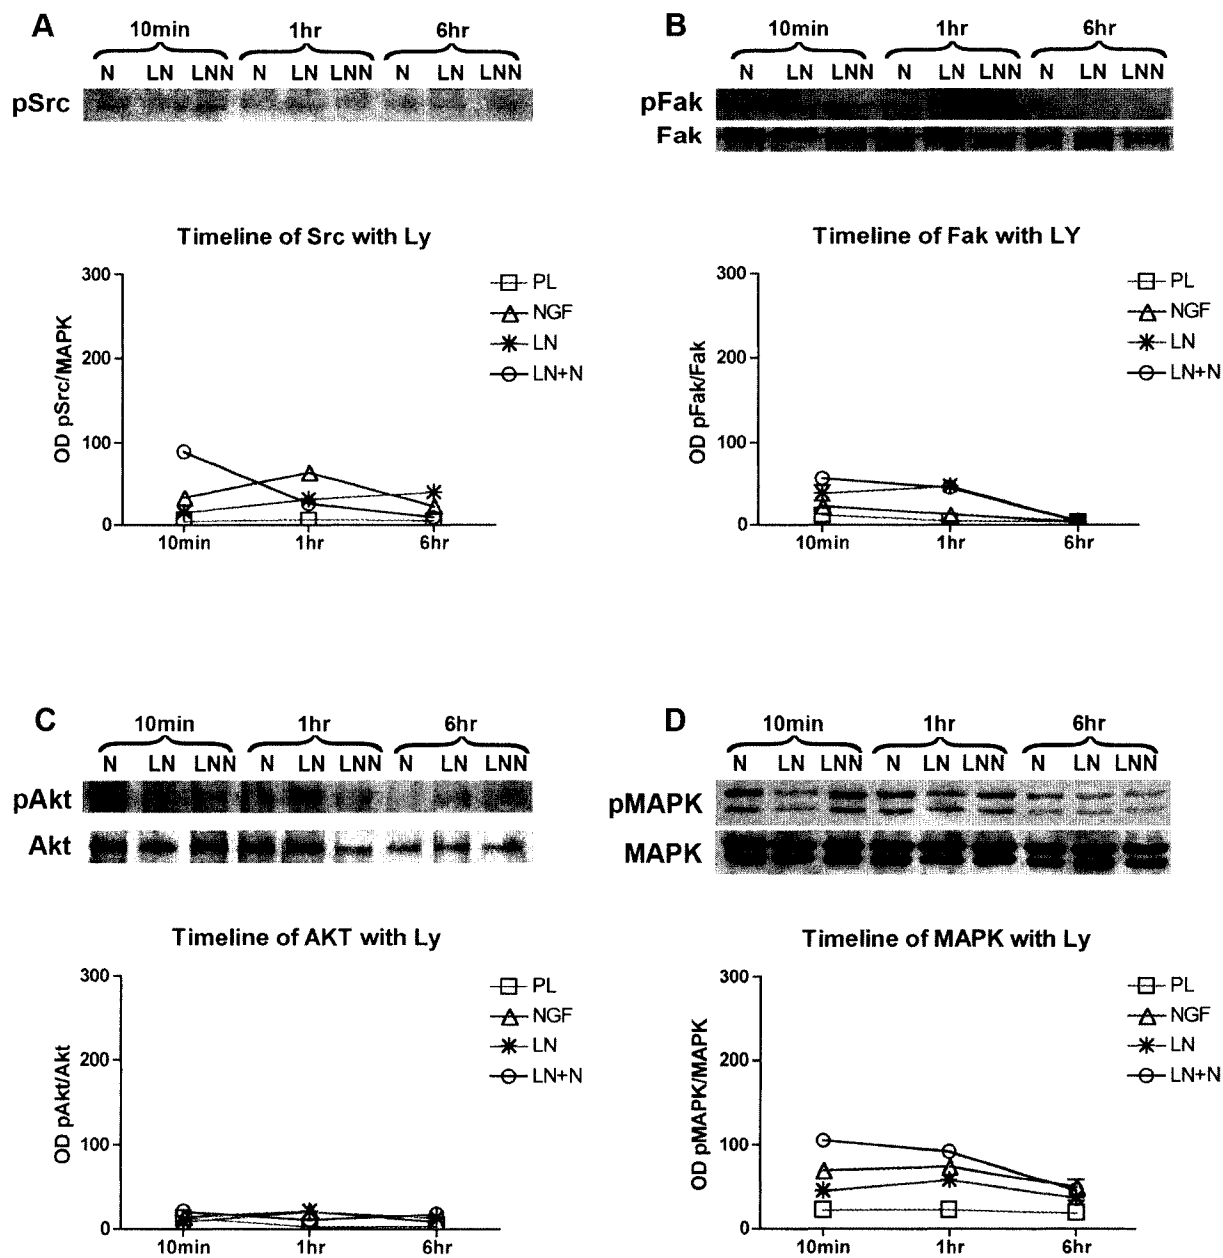 A
10min 1hr 6hr
N LN LNN N LN LNN N LN LNN
pSrc
Timeline of Src with Ly
300
200
100
0
OD pSrc/MAPK
10min 1hr 6hr
PL
NGF
LN
LN+N
B
10min 1hr 6hr
N LN LNN N LN LNN N LN LNN
pFak
Fak
Timeline of Fak with LY
300
200
100
0
OD pFak/Fak
10min 1hr 6hr
PL
NGF
LN
LN+N
C
10min 1hr 6hr
N LN LNN N LN LNN N LN LNN
pAkt
Akt
Timeline of AKT with Ly
300
200
100
0
OD pAkt/Akt
10min 1hr 6hr
PL
NGF
LN
LN+N
D
10min 1hr 6hr
N LN LNN N LN LNN N LN LNN
pMAPK
MAPK
Timeline of MAPK with Ly
300
200
100
0
OD pMAPK/MAPK
10min 1hr 6hr
PL
NGF
LN
LN+N